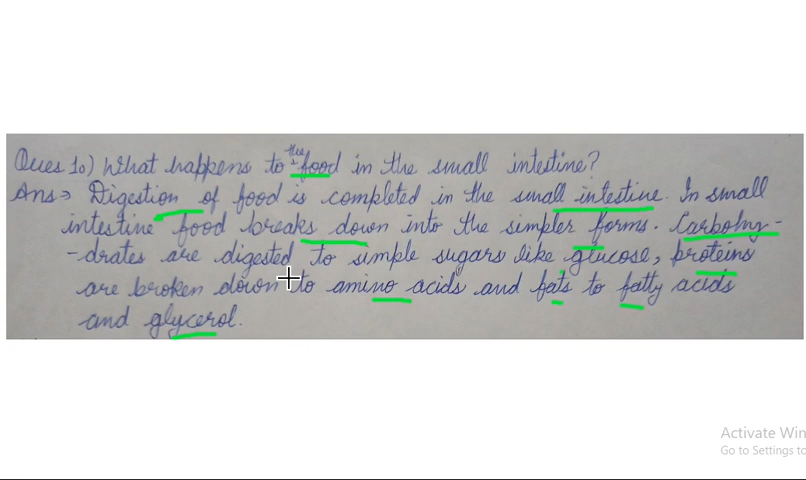 Ques 10) What happens to the food in the small intestine?
Ans → Digestion of food is completed in the small intestine. In small
intestine food breaks down into the simpler forms. Carbohy-
-drates are digested to simple sugars like glucose, proteins
are broken down to amino acids and fats to fatty acids
and glycerol.
Activate Win
Go to Settings to